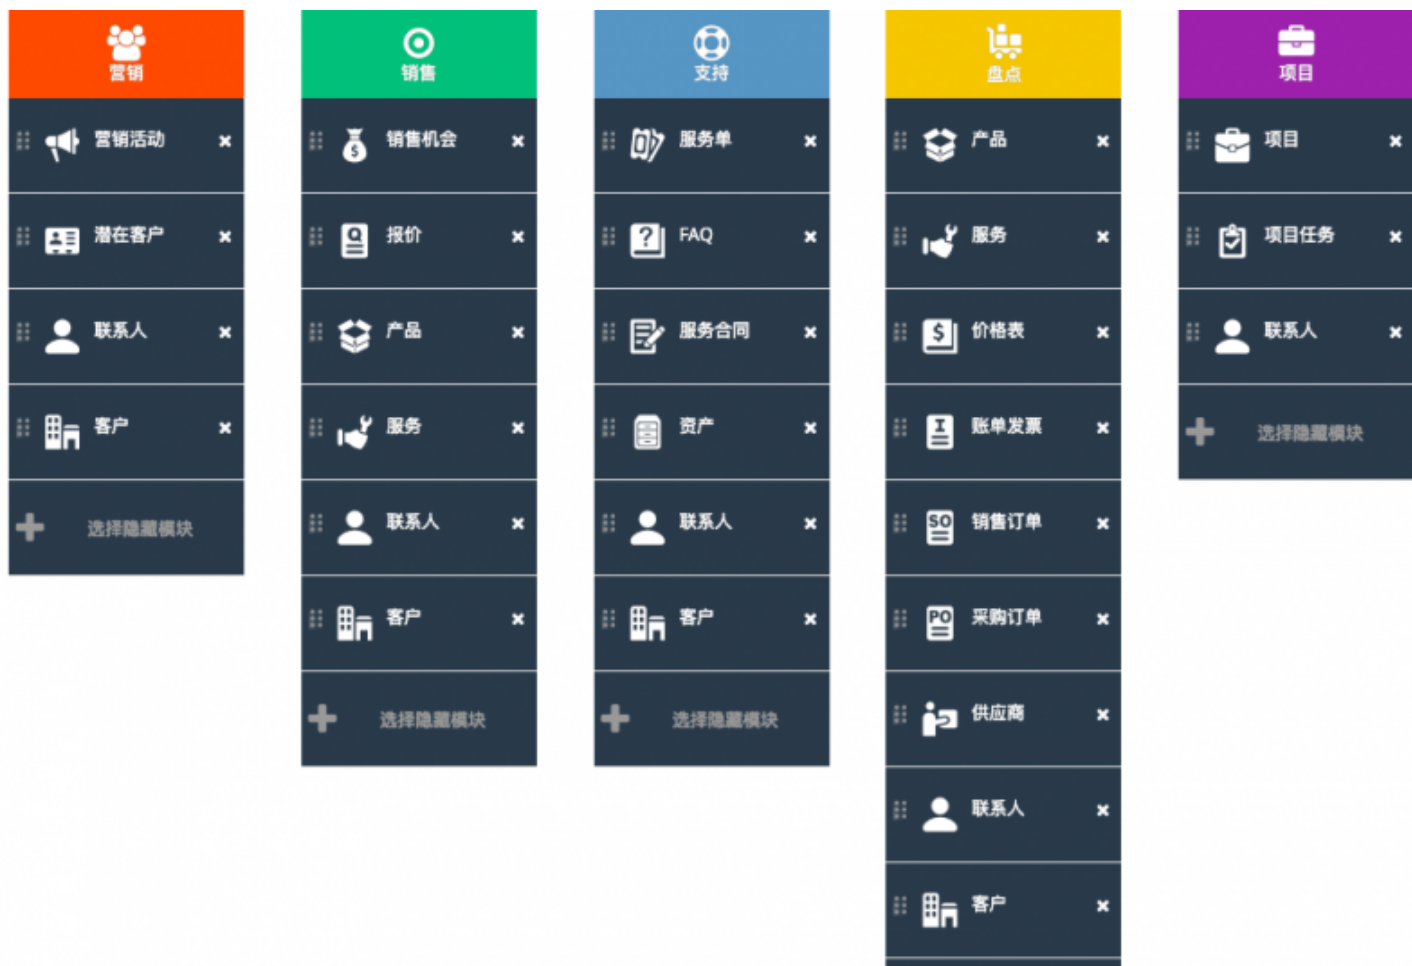 营销
营销活动
潜在客户
联系人
客户
选择隐藏模块
销售
销售机会
报价
产品
服务
联系人
客户
选择隐藏模块
支持
服务单
FAQ
服务合同
资产
联系人
客户
选择隐藏模块
盘点
产品
服务
价格表
账单发票
销售订单
采购订单
供应商
联系人
客户
项目
项目
项目任务
联系人
选择隐藏模块